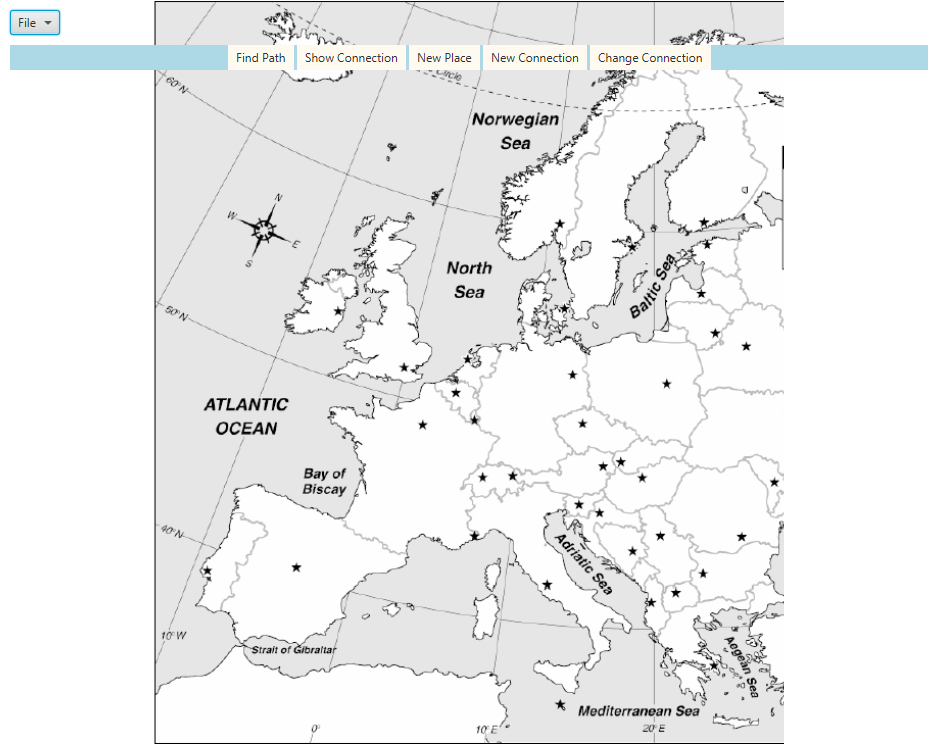 File
Find Path
Show Connection
New Place
New Connection
Change Connection
Circle
60°N
Norwegian
Sea
N
W
E
S
North
Sea
Baltic Sea
50°N
ATLANTIC
OCEAN
Bay of
Biscay
40°N
Adriatic Sea
10°W
Strait of Gibraltar
Aegean Sea
Mediterranean Sea
0°
10°E
20°E